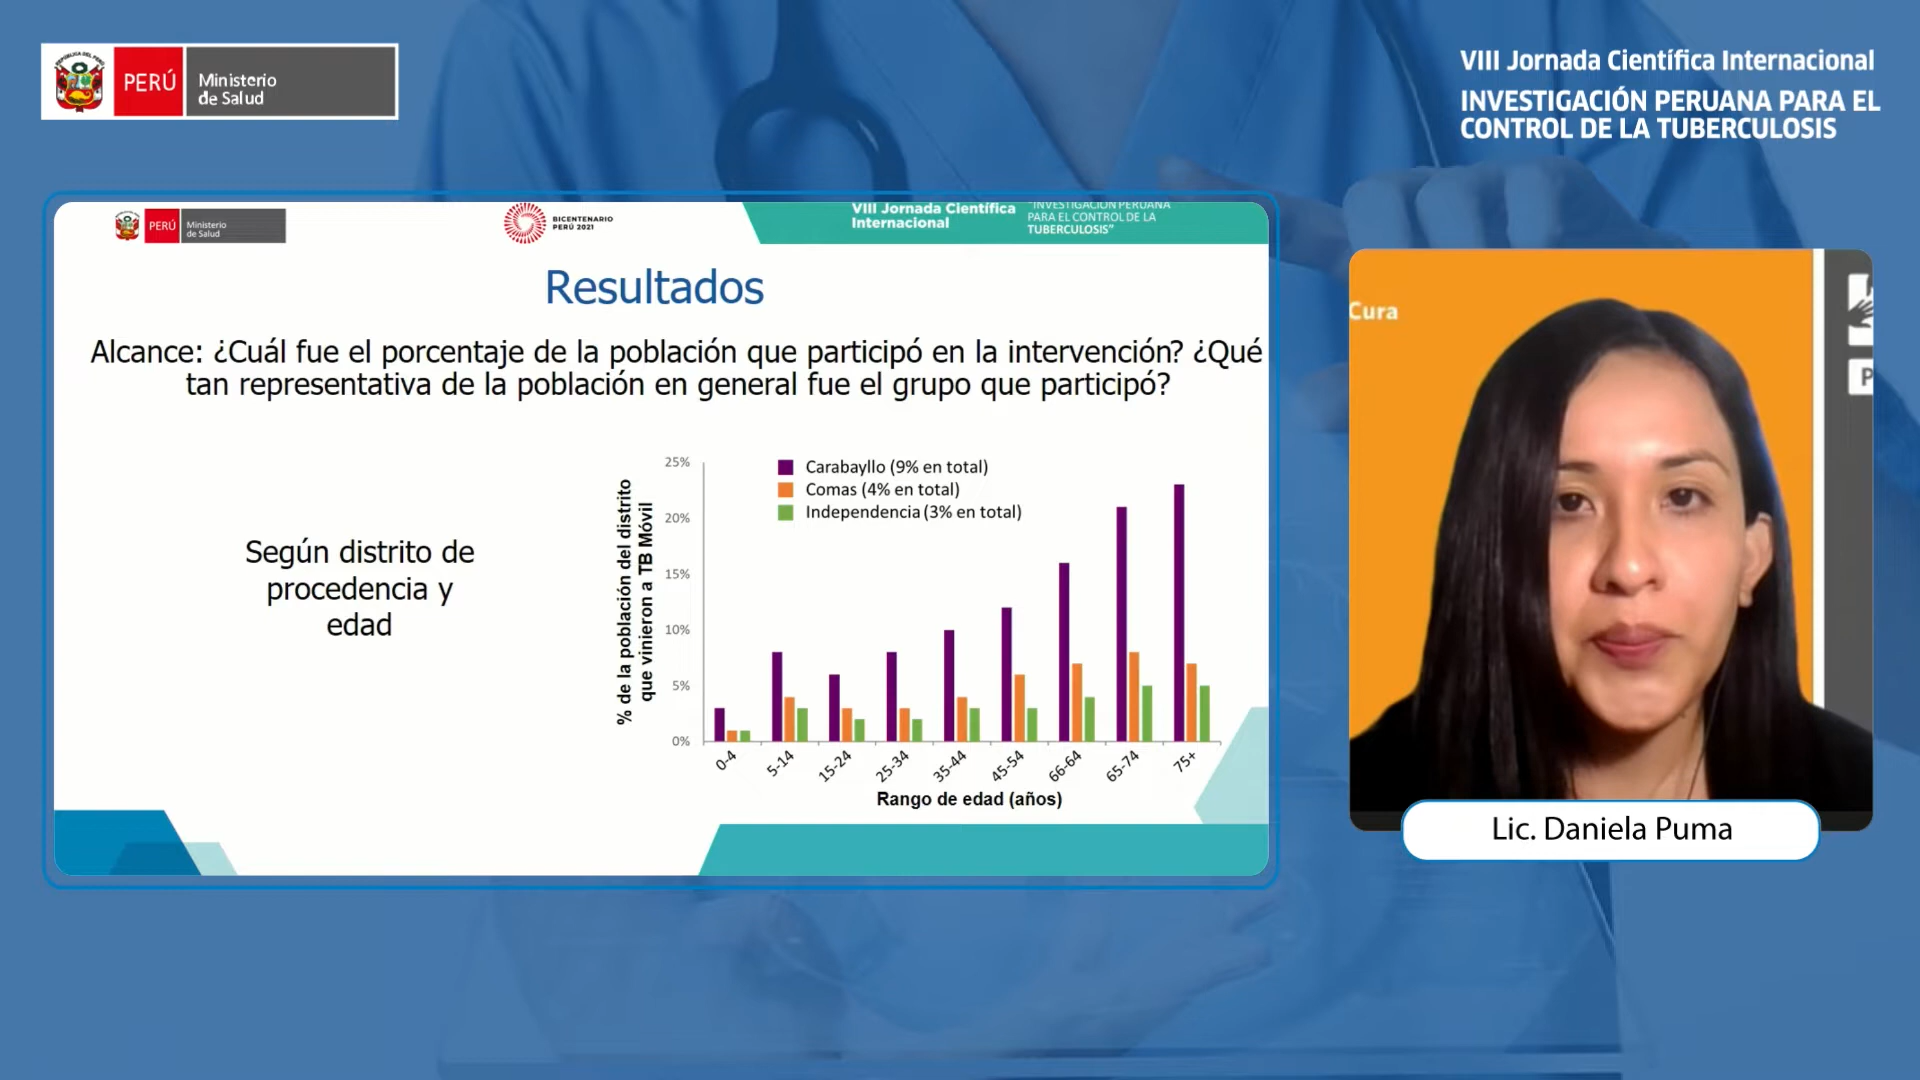 PERÚ
Ministerio
de Salud
VIII Jornada Científica Internacional
INVESTIGACIÓN PERUANA PARA EL
CONTROL DE LA TUBERCULOSIS
PERÚ
Ministerio
de Salud
BICENTENARIO
PERÚ 2021
VIII Jornada Científica
Internacional
"INVESTIGACIÓN PERUANA
PARA EL CONTROL DE LA
TUBERCULOSIS"
Resultados
Alcance: ¿Cuál fue el porcentaje de la población que participó en la intervención? ¿Qué
tan representativa de la población en general fue el grupo que participó?
Según distrito de
procedencia y
edad
% de la población del distrito
que vinieron a TB Móvil
25%
20%
15%
10%
5%
0%
Carabayllo (9% en total)
Comas (4% en total)
Independencia (3% en total)
0-4
5-14
15-24
25-34
35-44
45-54
66-64
65-74
75+
Rango de edad (años)
Cura
P
Lic. Daniela Puma